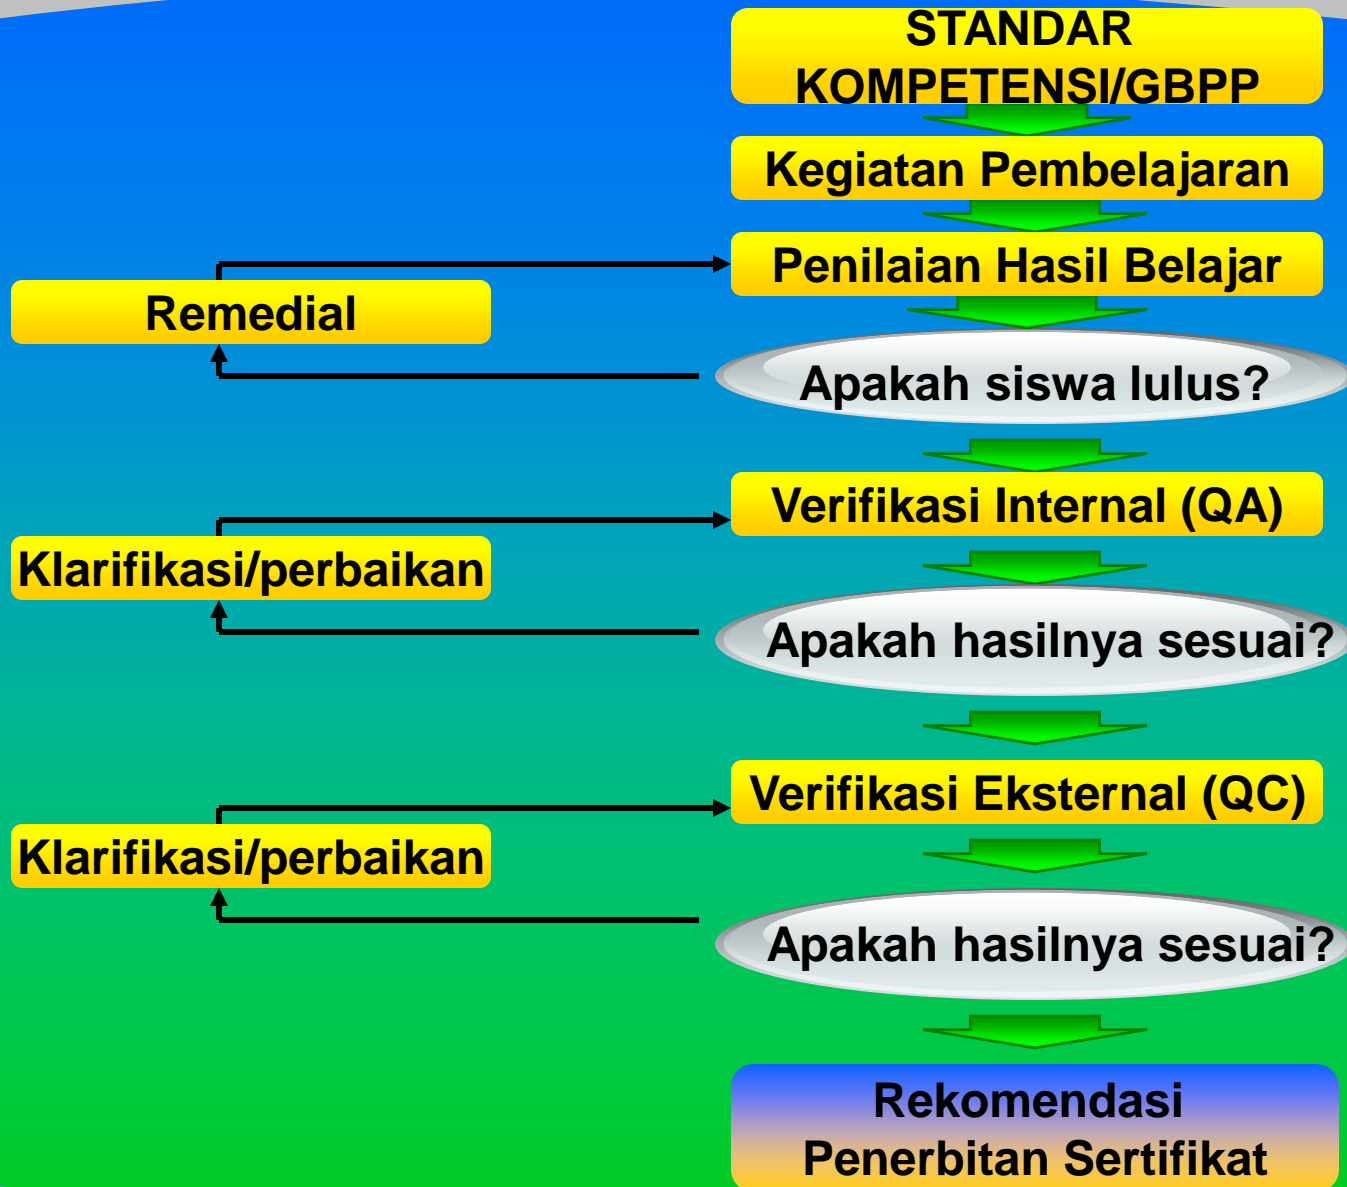 STANDAR
KOMPETENSI/GBPP
Kegiatan Pembelajaran
Penilaian Hasil Belajar
Remedial
Apakah siswa lulus?
Verifikasi Internal (QA)
Klarifikasi/perbaikan
Apakah hasilnya sesuai?
Verifikasi Eksternal (QC)
Klarifikasi/perbaikan
Apakah hasilnya sesuai?
Rekomendasi
Penerbitan Sertifikat